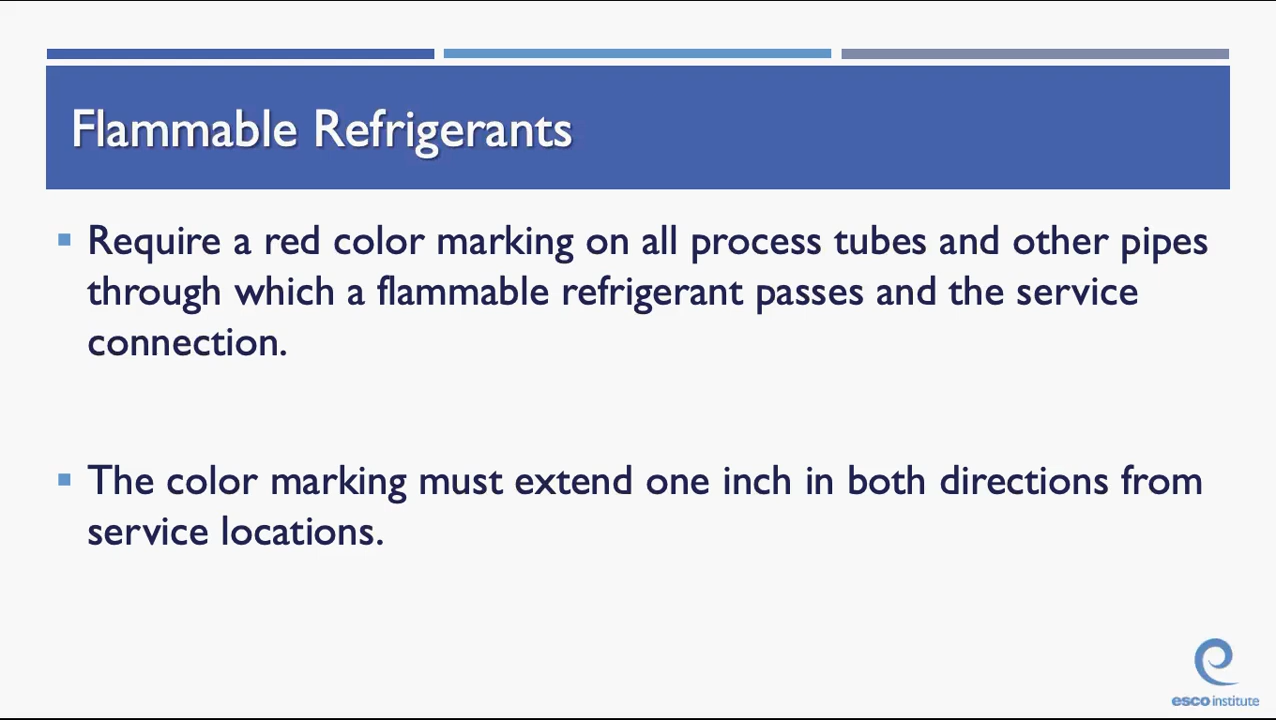 Flammable Refrigerants
Require a red color marking on all process tubes and other pipes
through which a flammable refrigerant passes and the service
connection.
The color marking must extend one inch in both directions from
service locations.
esco institute